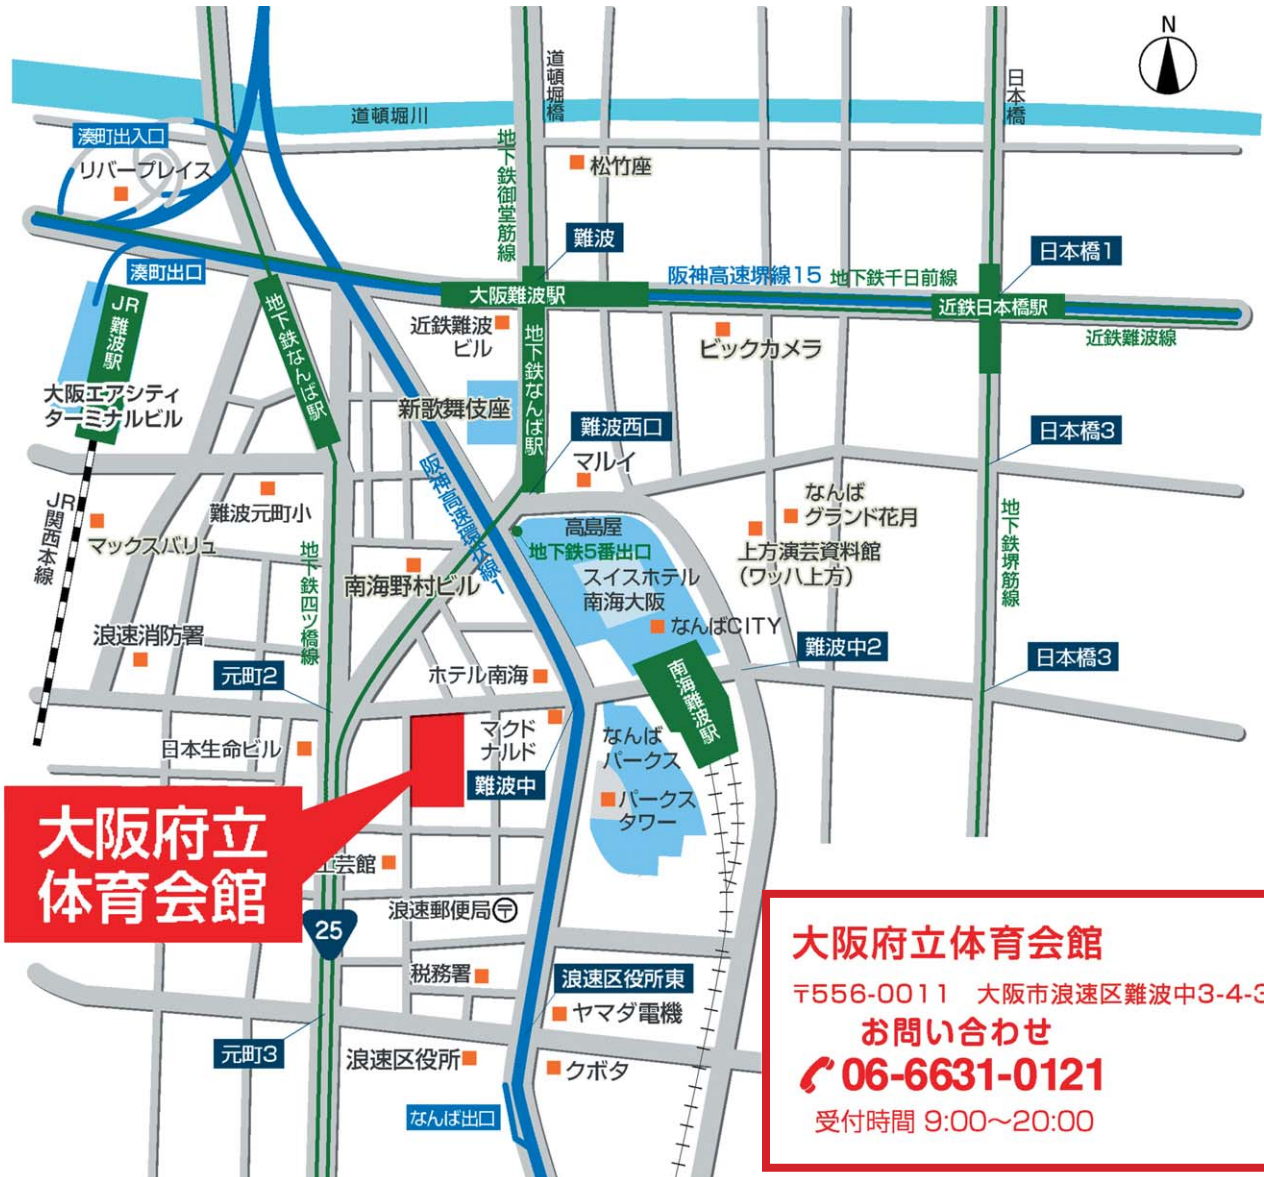 N
道頓堀橋
日本橋
道頓堀川
湊町出入口
リバープレイス
地下鉄御堂筋線
松竹座
難波
日本橋1
湊町出口
阪神高速堺線15
地下鉄千日前線
大阪難波駅
近鉄日本橋駅
近鉄難波線
JR
難波駅
地下鉄なんば駅
近鉄難波
ビル
地下鉄なんば駅
ビックカメラ
大阪エアシティ
ターミナルビル
新歌舞伎座
難波西口
日本橋3
マルイ
阪神高速環状線1
JR関西本線
難波元町小
マックスバリュ
なんば
グランド花月
高島屋
地下鉄5番出口
上方演芸資料館
(ワッハ上方)
地下鉄堺筋線
地下鉄四ツ橋線
南海野村ビル
スイスホテル
南海大阪
なんばCITY
浪速消防署
難波中2
日本橋3
元町2
ホテル南海
南海難波駅
日本生命ビル
マクド
ナルド
なんば
パークス
難波中
パークス
タワー
大阪府立
体育会館
工芸館
25
浪速郵便局〒
税務署
浪速区役所東
ヤマダ電機
元町3
浪速区役所
クボタ
なんば出口
大阪府立体育会館
〒556-0011 大阪市浪速区難波中3-4-3
お問い合わせ
06-6631-0121
受付時間 9:00～20:00